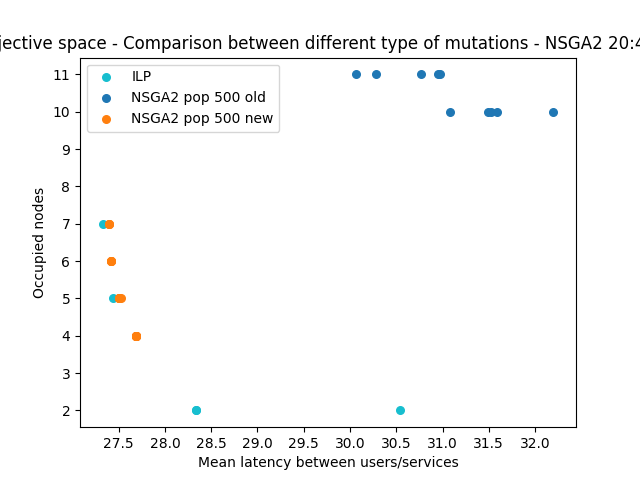 jective space - Comparison between different type of mutations - NSGA2 20:4
ILP
NSGA2 pop 500 old
NSGA2 pop 500 new
Occupied nodes
11
10
9
8
7
6
5
4
3
2
27.5 28.0 28.5 29.0 29.5 30.0 30.5 31.0 31.5 32.0
Mean latency between users/services